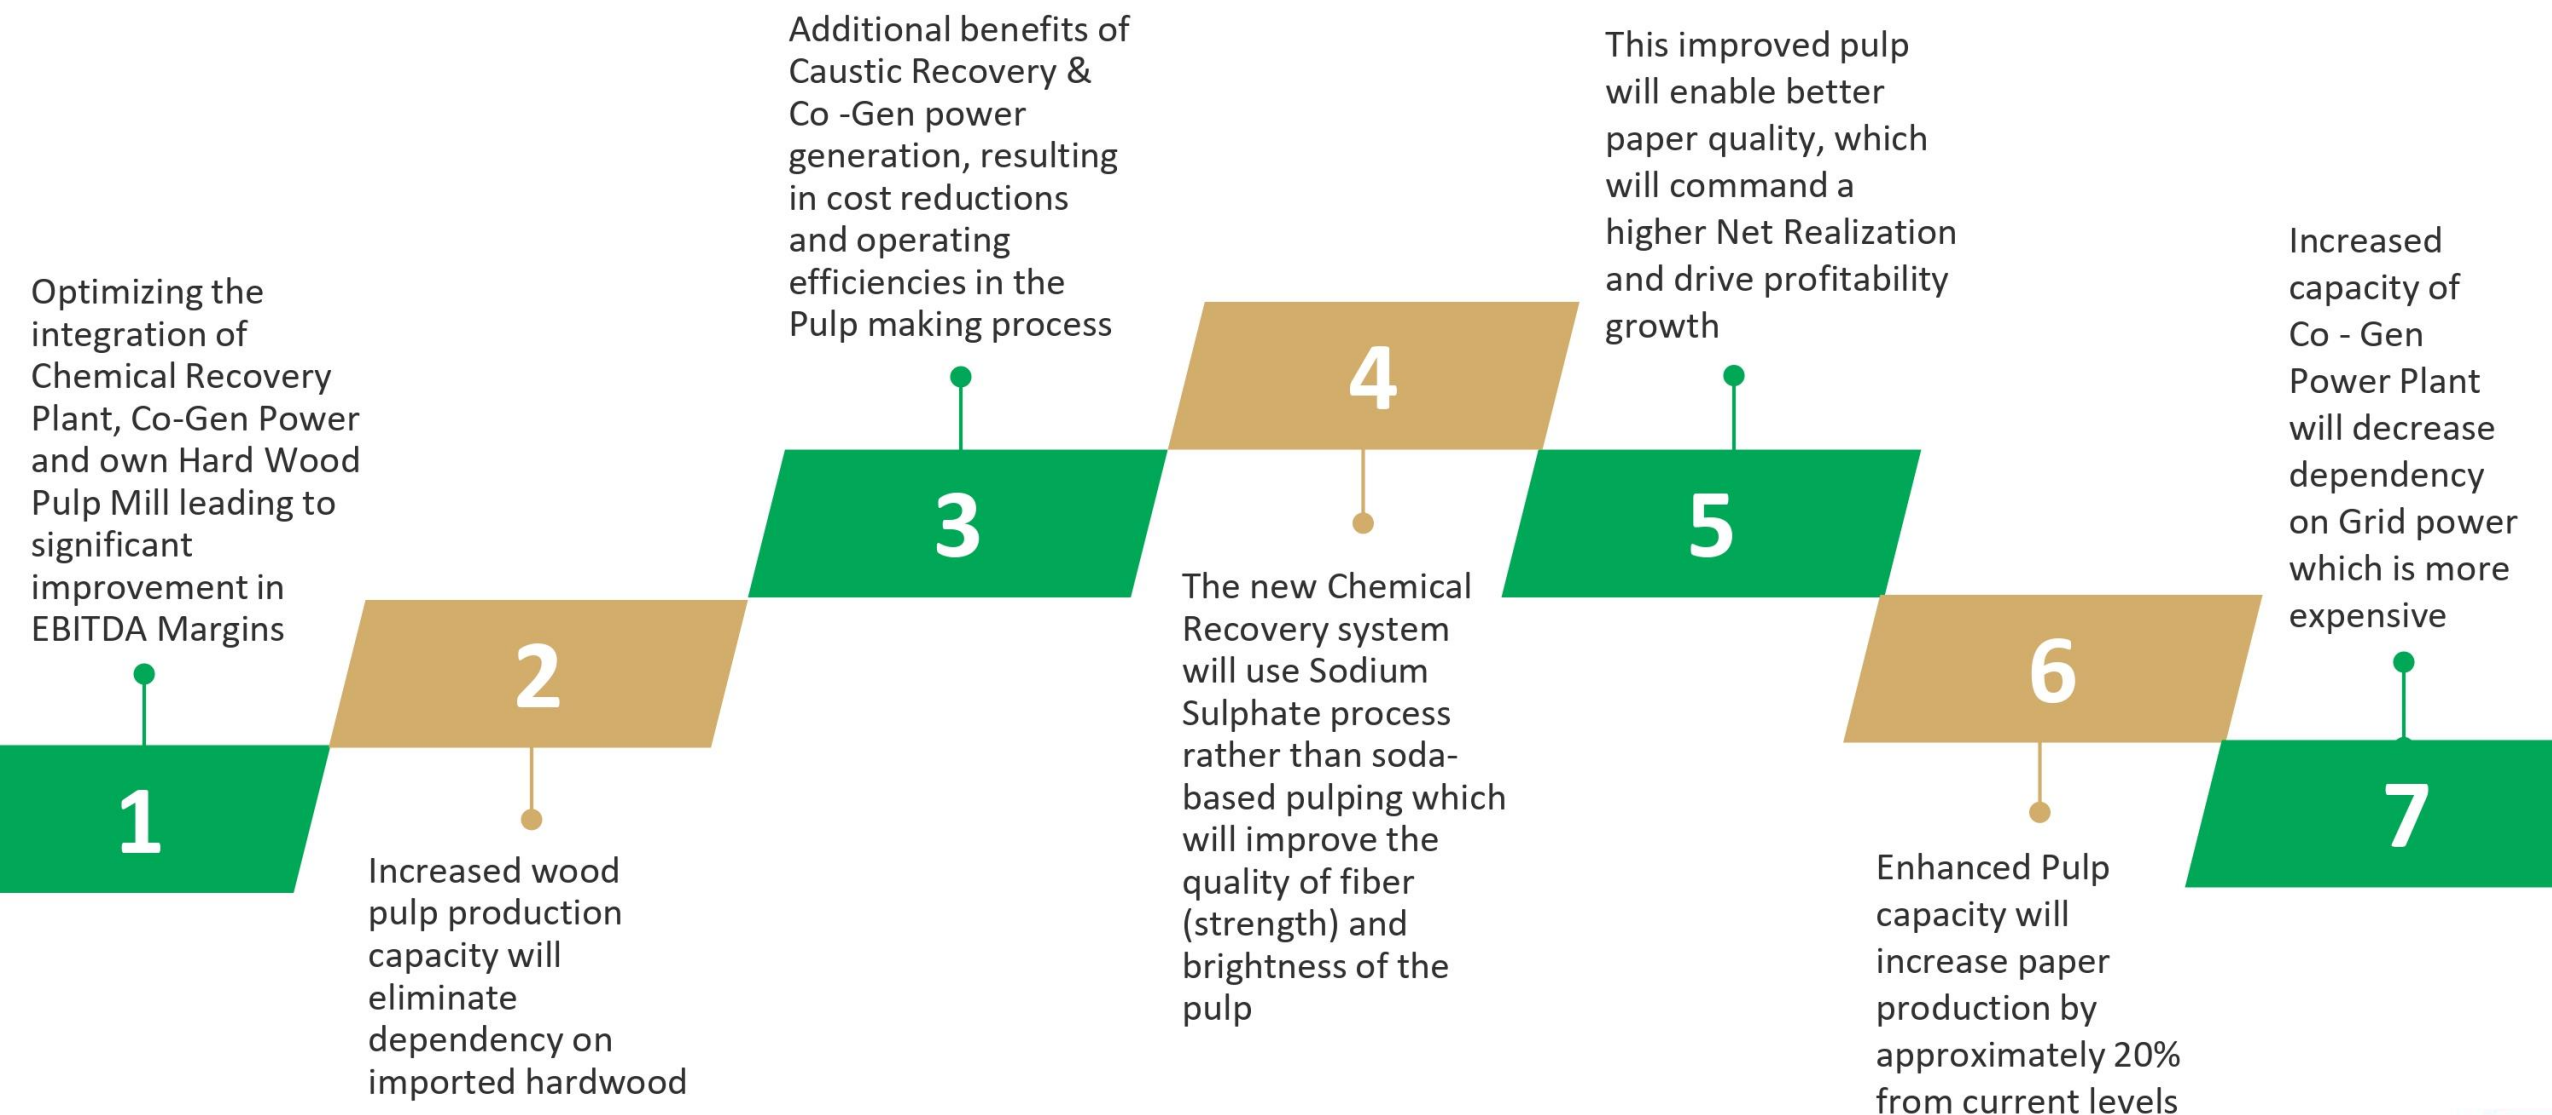 Optimizing the
integration of
Chemical Recovery
Plant, Co-Gen Power
and own Hard Wood
Pulp Mill leading to
significant
improvement in
EBITDA Margins
1
2
Increased wood
pulp production
capacity will
eliminate
dependency on
imported hardwood
Additional benefits of
Caustic Recovery &
Co -Gen power
generation, resulting
in cost reductions
and operating
efficiencies in the
Pulp making process
3
4
The new Chemical
Recovery system
will use Sodium
Sulphate process
rather than soda-
based pulping which
will improve the
quality of fiber
(strength) and
brightness of the
pulp
This improved pulp
will enable better
paper quality, which
will command a
higher Net Realization
and drive profitability
growth
5
6
Enhanced Pulp
capacity will
increase paper
production by
approximately 20%
from current levels
Increased
capacity of
Co - Gen
Power Plant
will decrease
dependency
on Grid power
which is more
expensive
7